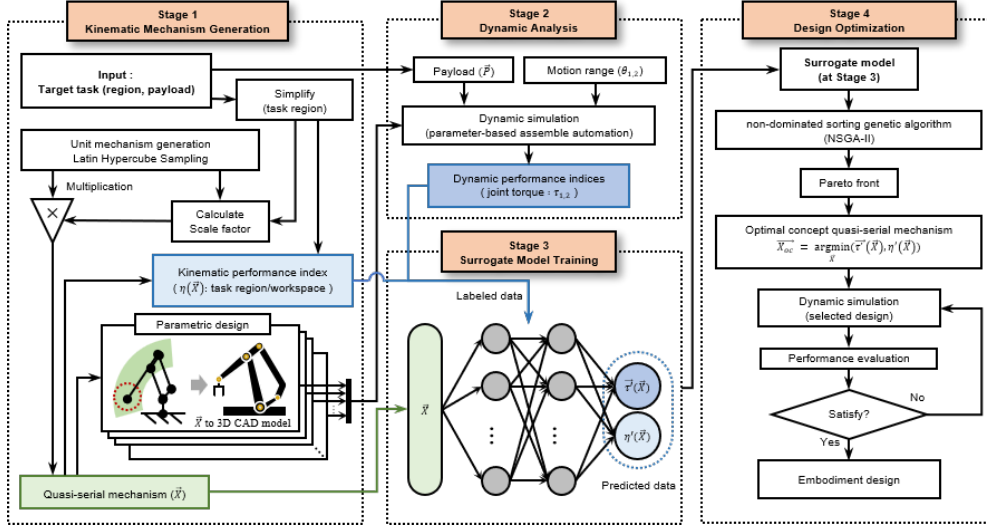 Stage 1
Kinematic Mechanism Generation
Input :
Target task (region, payload)
Simplify
(task region)
Unit mechanism generation
Latin Hypercube Sampling
Multiplication
×
Calculate
Scale factor
Kinematic performance index
( η(X⃗): task region/workspace )
Parametric design
X⃗ to 3D CAD model
Quasi-serial mechanism (X⃗)
Stage 2
Dynamic Analysis
Payload (P⃗)
Motion range (θ₁,₂)
Dynamic simulation
(parameter-based assemble automation)
Dynamic performance indices
( joint torque : τ₁,₂ )
Stage 3
Surrogate Model Training
Labeled data
X⃗
τ⃗'(X⃗)
η'(X⃗)
Predicted data
Stage 4
Design Optimization
Surrogate model
(at Stage 3)
non-dominated sorting genetic algorithm
(NSGA-II)
Pareto front
Optimal concept quasi-serial mechanism
X⃗ₒ꜀ = argmin(τ⃗'(X⃗), η'(X⃗))
X⃗
Dynamic simulation
(selected design)
Performance evaluation
Satisfy?
No
Yes
Embodiment design